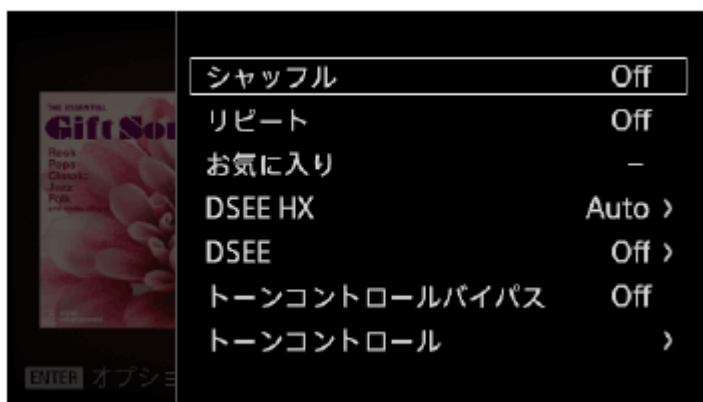 シャッフル Off
リピート Off
お気に入り –
DSEE HX Auto >
DSEE Off >
トーンコントロールバイパス Off
トーンコントロール >
THE ESSENTIAL
Gift
Rock
Pops
Classic
Jazz
Folk
ENTER オプショ